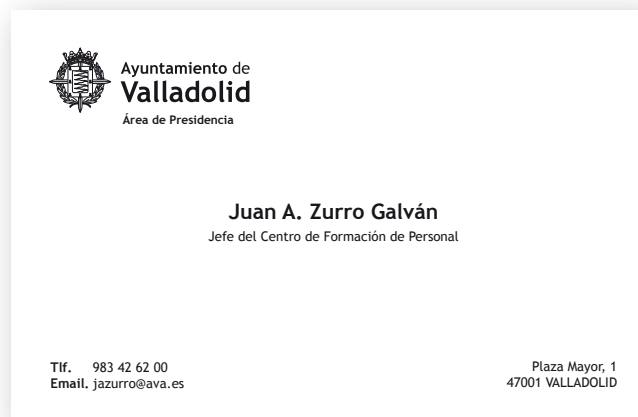 Ayuntamiento de
Valladolid
Área de Presidencia
Juan A. Zurro Galván
Jefe del Centro de Formación de Personal
Tlf. 983 42 62 00
Email. jazurro@ava.es
Plaza Mayor, 1
47001 VALLADOLID